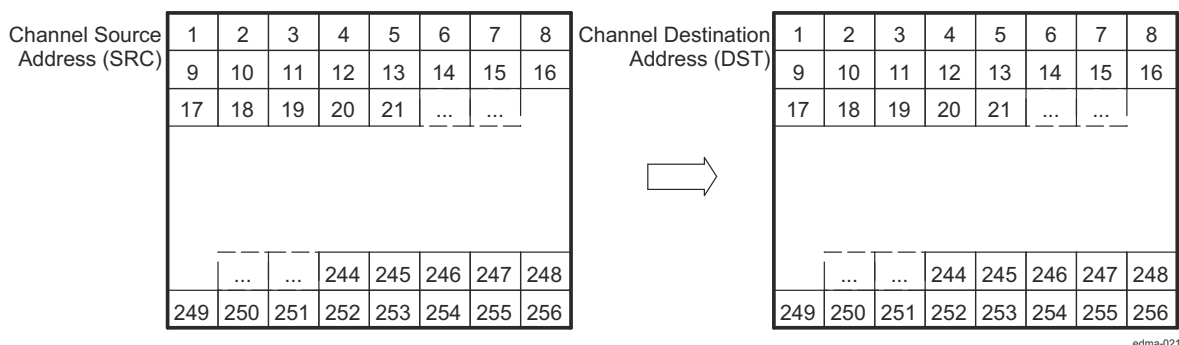 Channel Source Address (SRC)
1 2 3 4 5 6 7 8
9 10 11 12 13 14 15 16
17 18 19 20 21 ... ...
... ... 244 245 246 247 248
249 250 251 252 253 254 255 256
Channel Destination Address (DST)
1 2 3 4 5 6 7 8
9 10 11 12 13 14 15 16
17 18 19 20 21 ... ...
... ... 244 245 246 247 248
249 250 251 252 253 254 255 256
edma-021